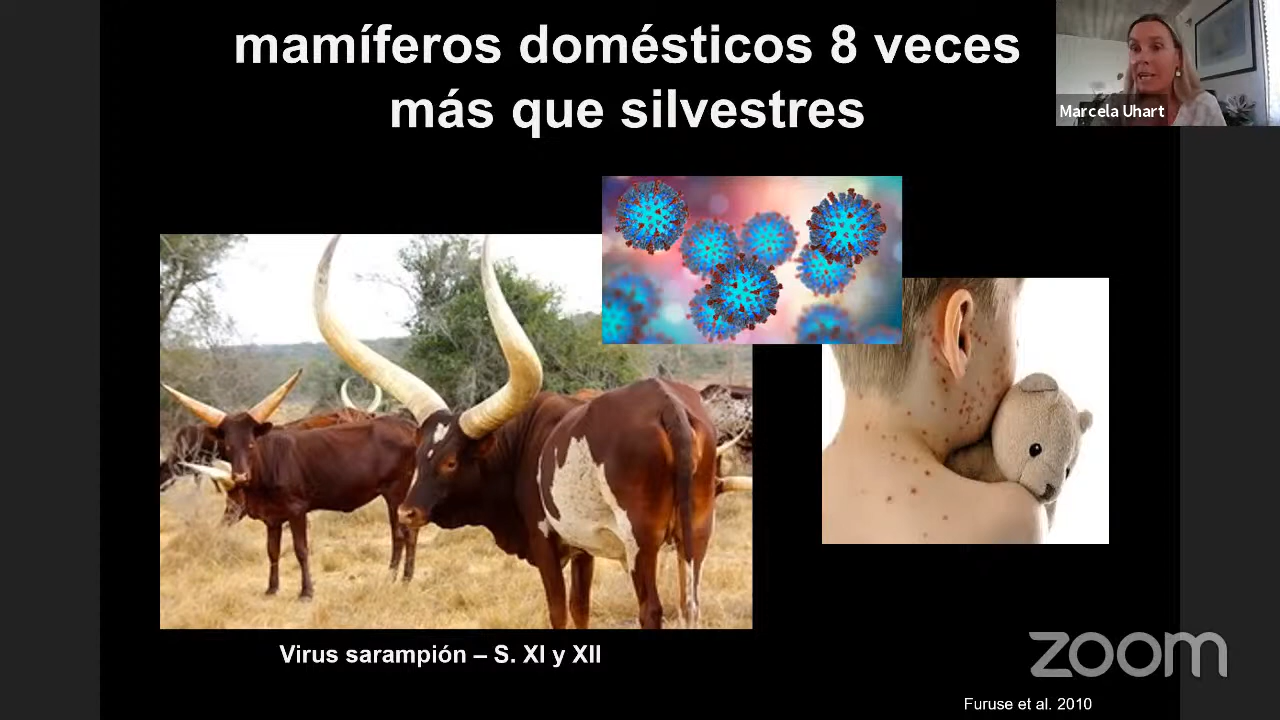 mamíferos domésticos 8 veces
más que silvestres
Marcela Uhart
Virus sarampión – S. XI y XII
zoom
Furuse et al. 2010